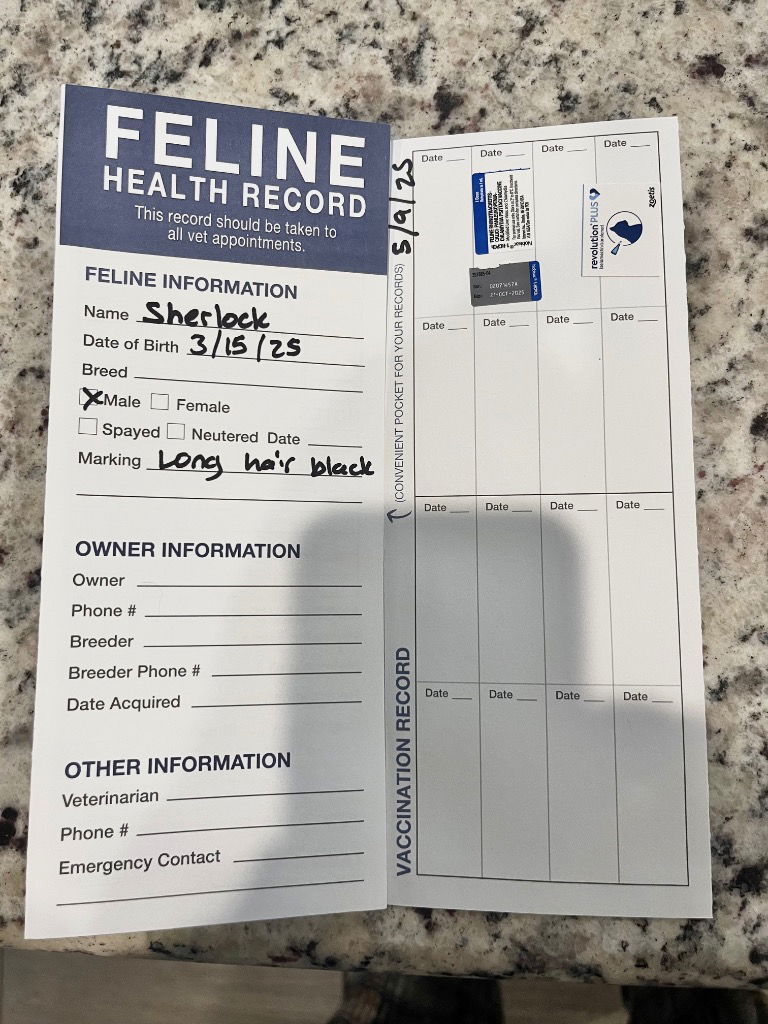 FELINE
HEALTH RECORD
This record should be taken to
all vet appointments.
FELINE INFORMATION
Name Sherlock
Date of Birth 3/15/25
Breed
X Male Female
Spayed Neutered Date
Marking Long hair black
OWNER INFORMATION
Owner
Phone #
Breeder
Breeder Phone #
Date Acquired
OTHER INFORMATION
Veterinarian
Phone #
Emergency Contact
5/9/25
(CONVENIENT POCKET FOR YOUR RECORDS)
VACCINATION RECORD
Date Date Date Date
revolution PLUS
zoetis
21-OCT-2025
Date Date Date Date
Date Date Date Date
Date Date Date Date